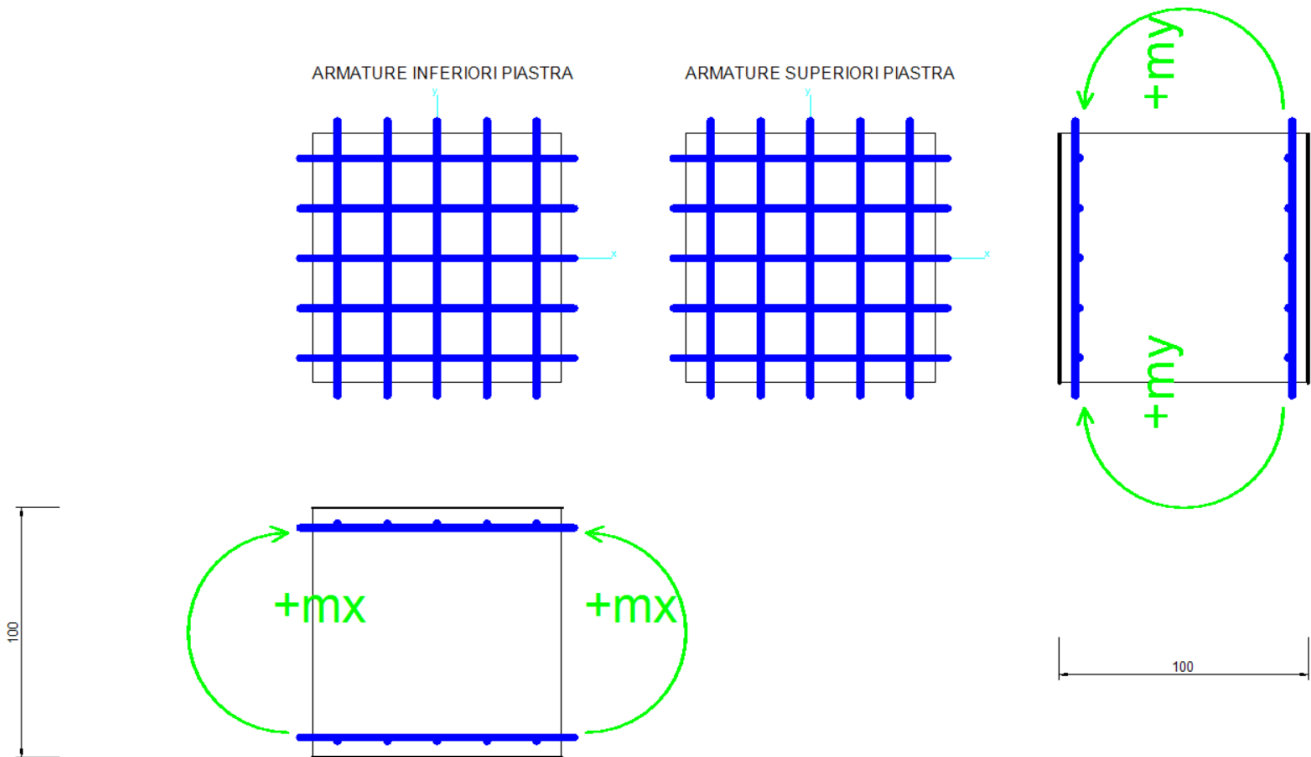 ARMATURE INFERIORI PIASTRA
ARMATURE SUPERIORI PIASTRA
y
y
x
x
+my
+my
+mx
+mx
100
100